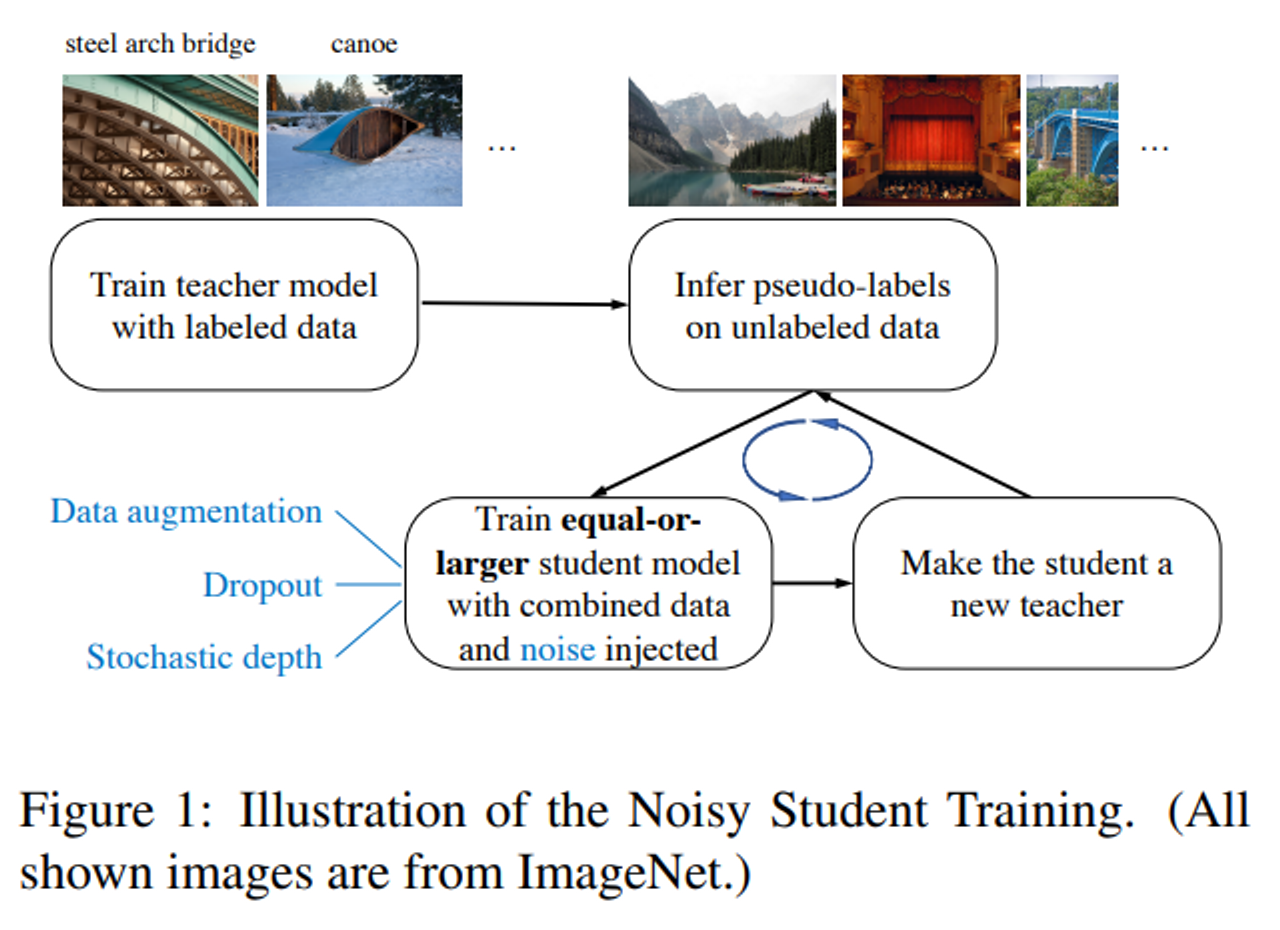 steel arch bridge
canoe
...
...
Train teacher model
with labeled data
Infer pseudo-labels
on unlabeled data
Data augmentation
Dropout
Stochastic depth
Train equal-or-
larger student model
with combined data
and noise injected
Make the student a
new teacher
Figure 1: Illustration of the Noisy Student Training. (All
shown images are from ImageNet.)